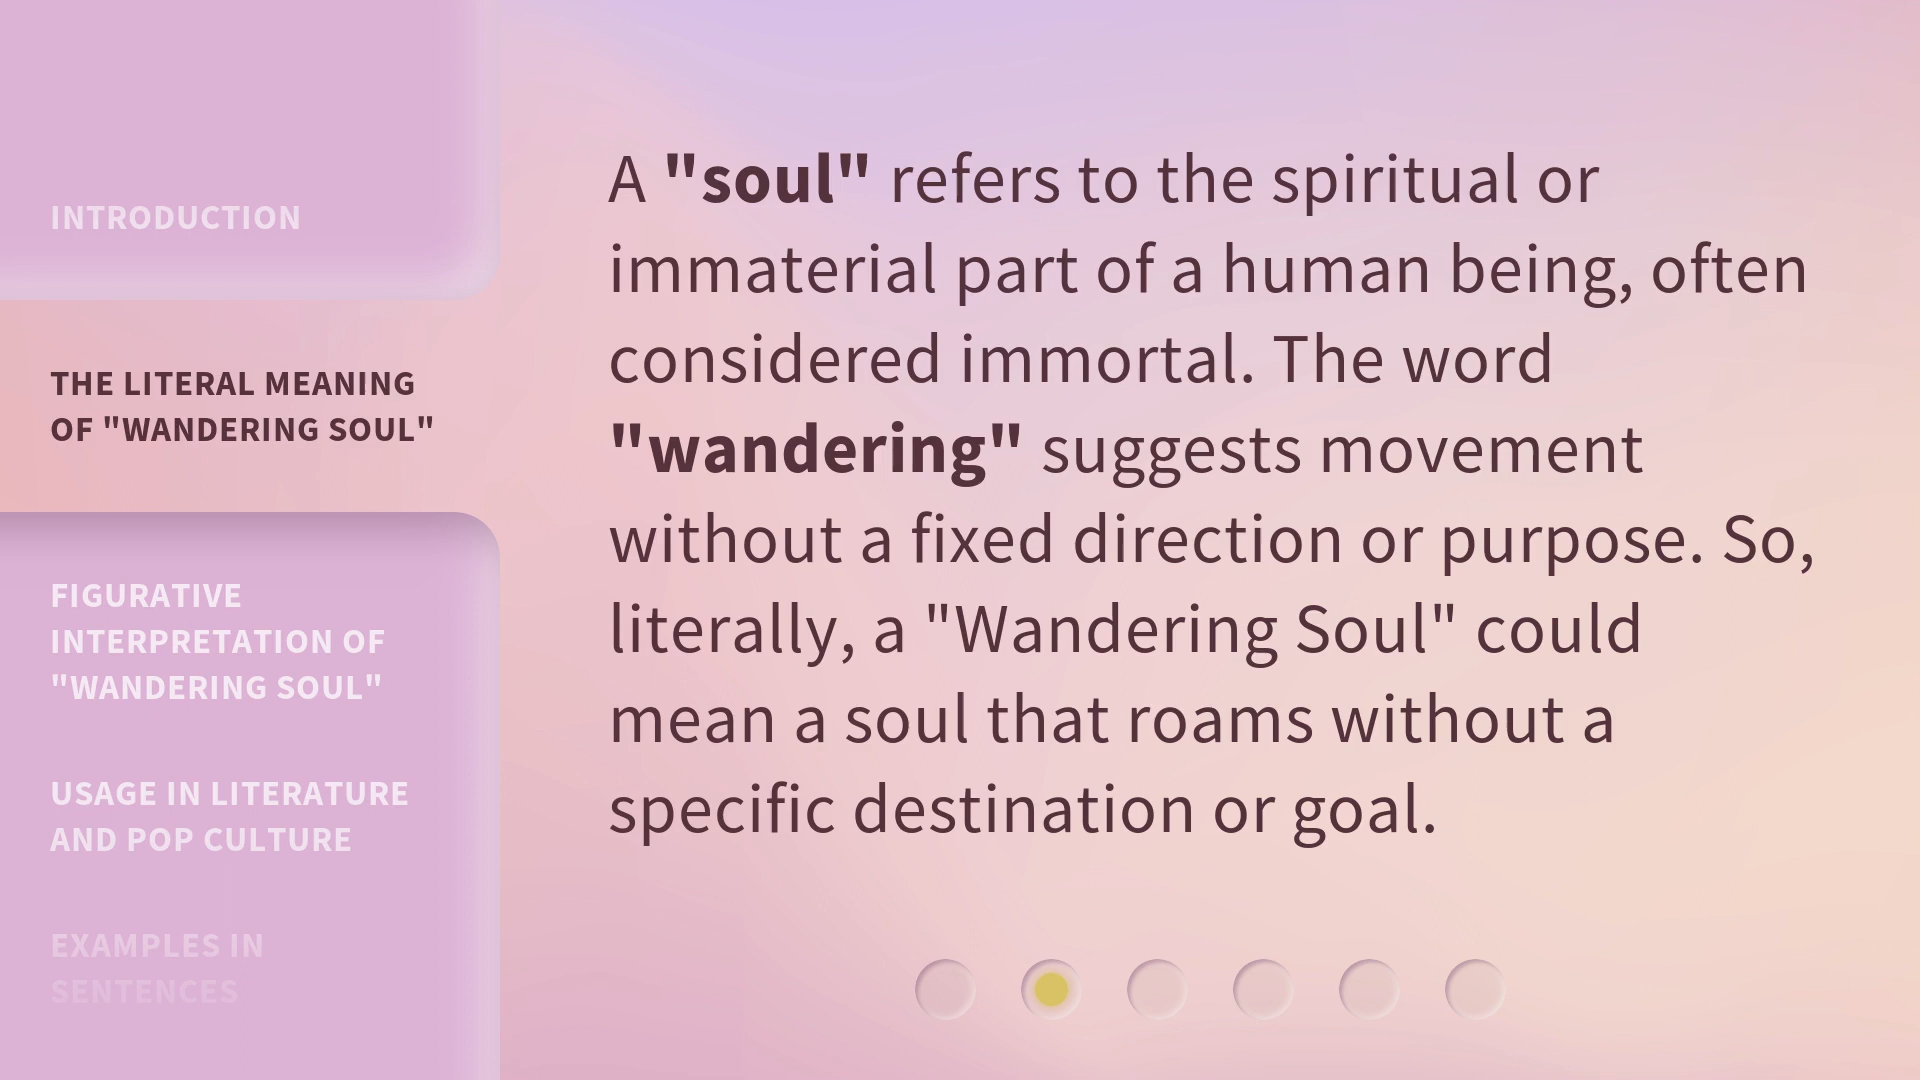 INTRODUCTION
THE LITERAL MEANING
OF "WANDERING SOUL"
FIGURATIVE
INTERPRETATION OF
"WANDERING SOUL"
USAGE IN LITERATURE
AND POP CULTURE
EXAMPLES IN
SENTENCES
A "soul" refers to the spiritual or
immaterial part of a human being, often
considered immortal. The word
"wandering" suggests movement
without a fixed direction or purpose. So,
literally, a "Wandering Soul" could
mean a soul that roams without a
specific destination or goal.